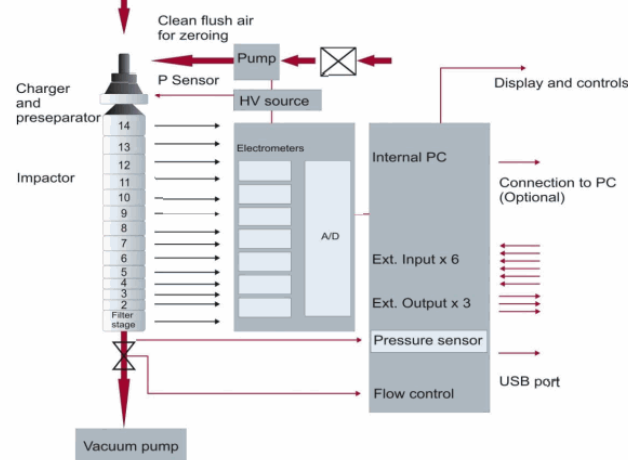 Clean flush air
for zeroing
Pump
P Sensor
HV source
Display and controls
Charger
and
preseparator
Impactor
14
13
12
11
10
9
8
7
6
5
4
3
2
Filter
stage
Electrometers
A/D
Internal PC
Connection to PC
(Optional)
Ext. Input x 6
Ext. Output x 3
Pressure sensor
USB port
Flow control
Vacuum pump